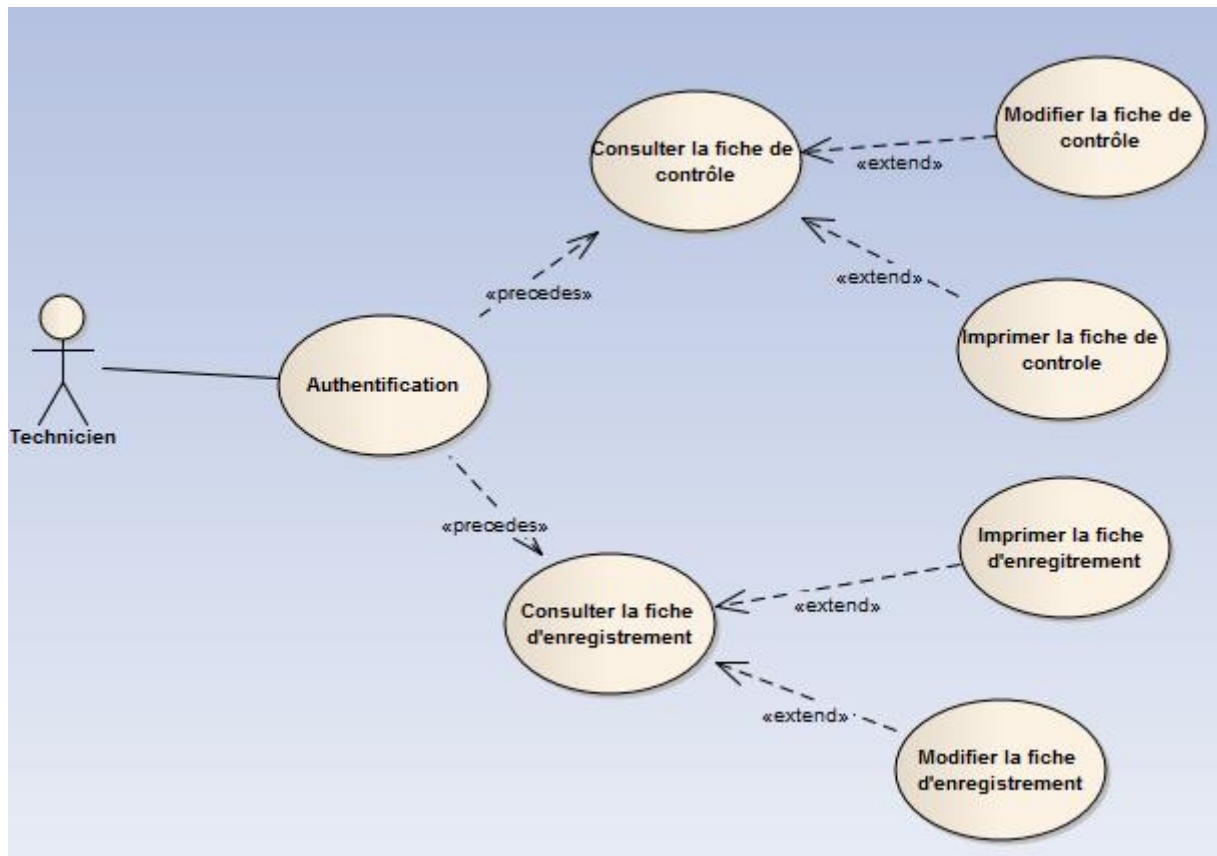 Modifier la fiche de
contrôle
Consulter la fiche de
contrôle
«extend»
«extend»
«precedes»
Imprimer la fiche de
controle
Authentification
Technicien
«precedes»
Imprimer la fiche
d'enregitrement
Consulter la fiche
d'enregistrement
«extend»
«extend»
Modifier la fiche
d'enregistrement